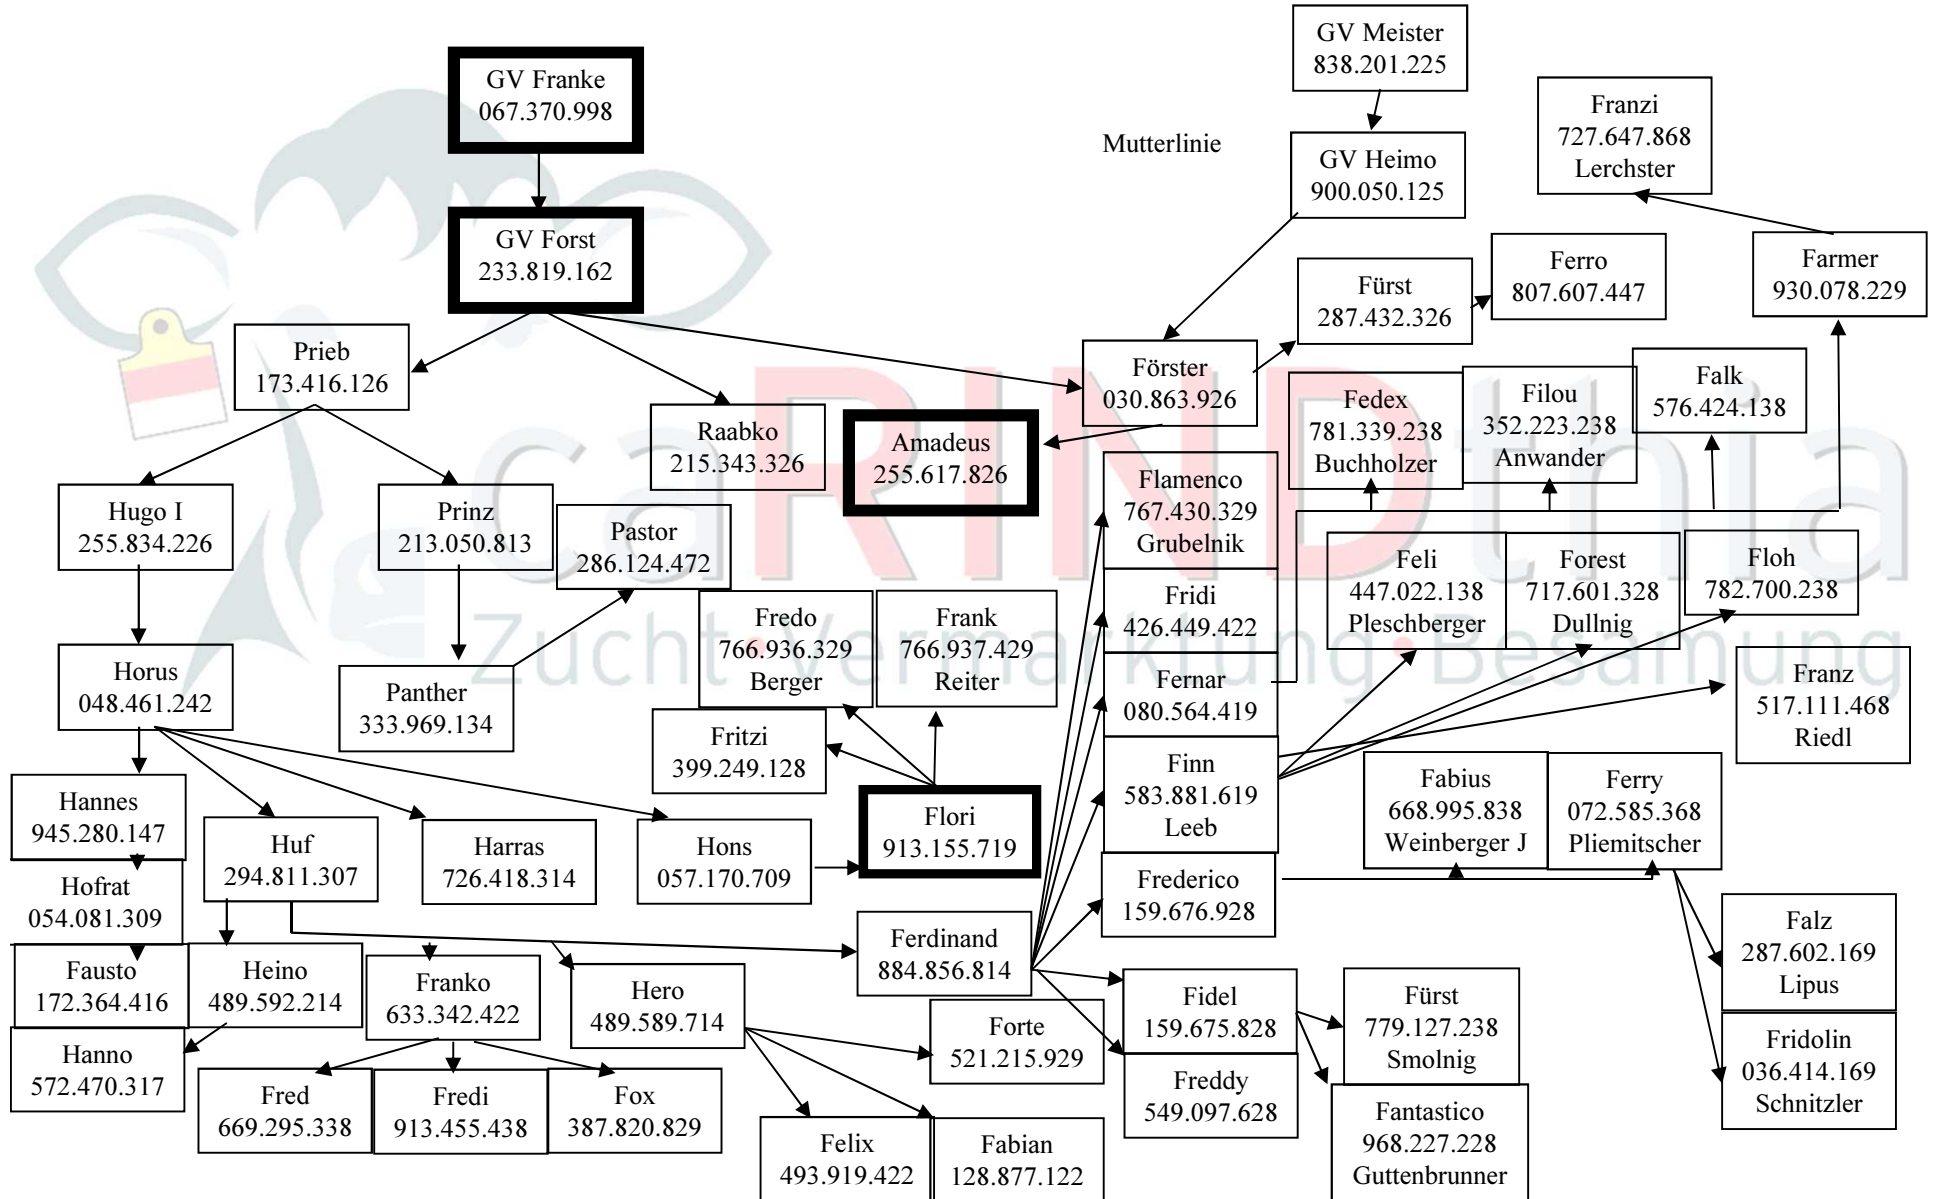 GV Meister
838.201.225
GV Franke
067.370.998
Franzi
727.647.868
Lerchster
Mutterlinie
GV Heimo
900.050.125
GV Forst
233.819.162
Fürst
287.432.326
Ferro
807.607.447
Farmer
930.078.229
Prieb
173.416.126
Raabko
215.343.326
Amadeus
255.617.826
Förster
030.863.926
Fedex
781.339.238
Buchholzer
Filou
352.223.238
Anwander
Falk
576.424.138
caRINDthia
Zucht·Vermarktung·Besamung
Hugo I
255.834.226
Prinz
213.050.813
Pastor
286.124.472
Flamenco
767.430.329
Grubelnik
Feli
447.022.138
Pleschberger
Forest
717.601.328
Dullnig
Floh
782.700.238
Fredo
766.936.329
Berger
Frank
766.937.429
Reiter
Fridi
426.449.422
Horus
048.461.242
Panther
333.969.134
Fernar
080.564.419
Franz
517.111.468
Riedl
Fritzi
399.249.128
Finn
583.881.619
Leeb
Fabius
668.995.838
Weinberger J
Ferry
072.585.368
Pliemitscher
Hannes
945.280.147
Huf
294.811.307
Harras
726.418.314
Hons
057.170.709
Flori
913.155.719
Hofrat
054.081.309
Frederico
159.676.928
Falz
287.602.169
Lipus
Ferdinand
884.856.814
Fausto
172.364.416
Heino
489.592.214
Franko
633.342.422
Hero
489.589.714
Fidel
159.675.828
Fürst
779.127.238
Smolnig
Forte
521.215.929
Fridolin
036.414.169
Schnitzler
Hanno
572.470.317
Fred
669.295.338
Fredi
913.455.438
Fox
387.820.829
Freddy
549.097.628
Felix
493.919.422
Fabian
128.877.122
Fantastico
968.227.228
Guttenbrunner